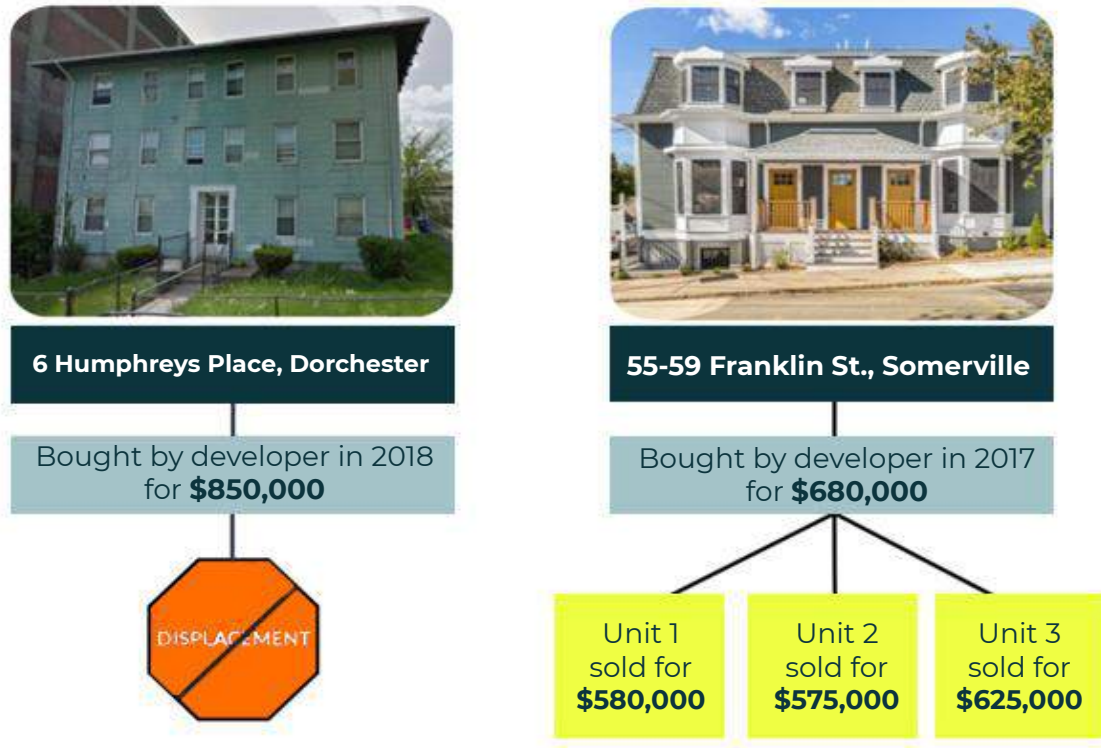 6 Humphreys Place, Dorchester
Bought by developer in 2018
for $850,000
DISPLACEMENT
55-59 Franklin St., Somerville
Bought by developer in 2017
for $680,000
Unit 1
sold for
$580,000
Unit 2
sold for
$575,000
Unit 3
sold for
$625,000